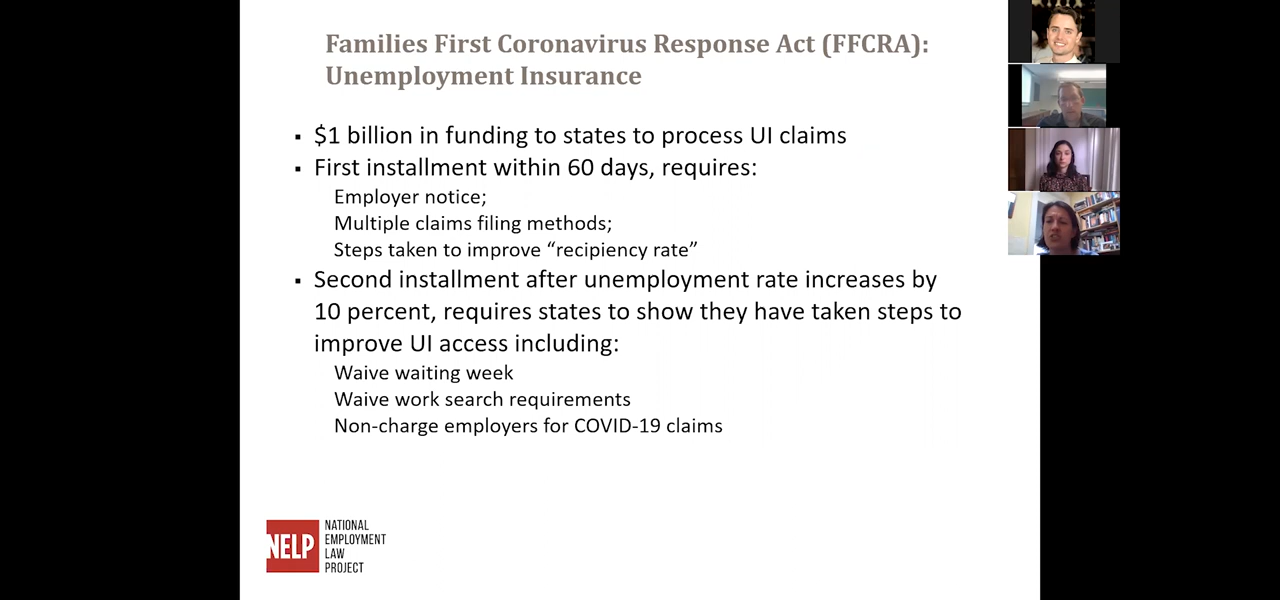 Families First Coronavirus Response Act (FFCRA):
Unemployment Insurance
▪ $1 billion in funding to states to process UI claims
▪ First installment within 60 days, requires:
Employer notice;
Multiple claims filing methods;
Steps taken to improve “recipiency rate”
▪ Second installment after unemployment rate increases by
10 percent, requires states to show they have taken steps to
improve UI access including:
Waive waiting week
Waive work search requirements
Non-charge employers for COVID-19 claims
NELP
NATIONAL
EMPLOYMENT
LAW
PROJECT